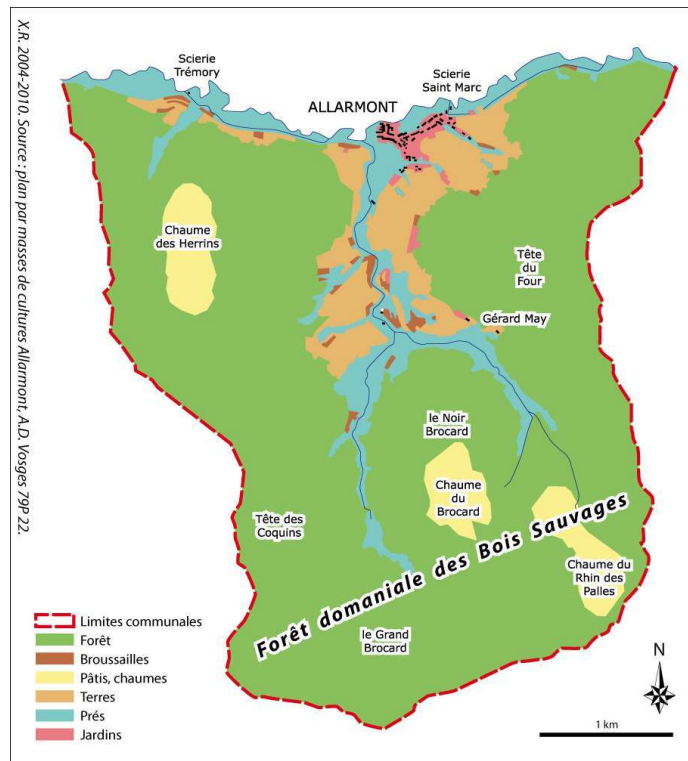 X.R. 2004-2010. Source : plan par masses de cultures Allarmont, A.D. Vosges 79P 22.
Scierie
Trémory
Scierie
Saint Marc
ALLARMONT
Chaume
des Herrins
Tête
du
Four
Gérard May
le Noir
Brocard
Chaume
du
Brocard
Tête des
Coquins
Chaume du
Rhin des
Palles
Forêt domaniale des Bois Sauvages
le Grand
Brocard
Limites communales
Forêt
Broussailles
Pâtis, chaumes
Terres
Prés
Jardins
N
1 km